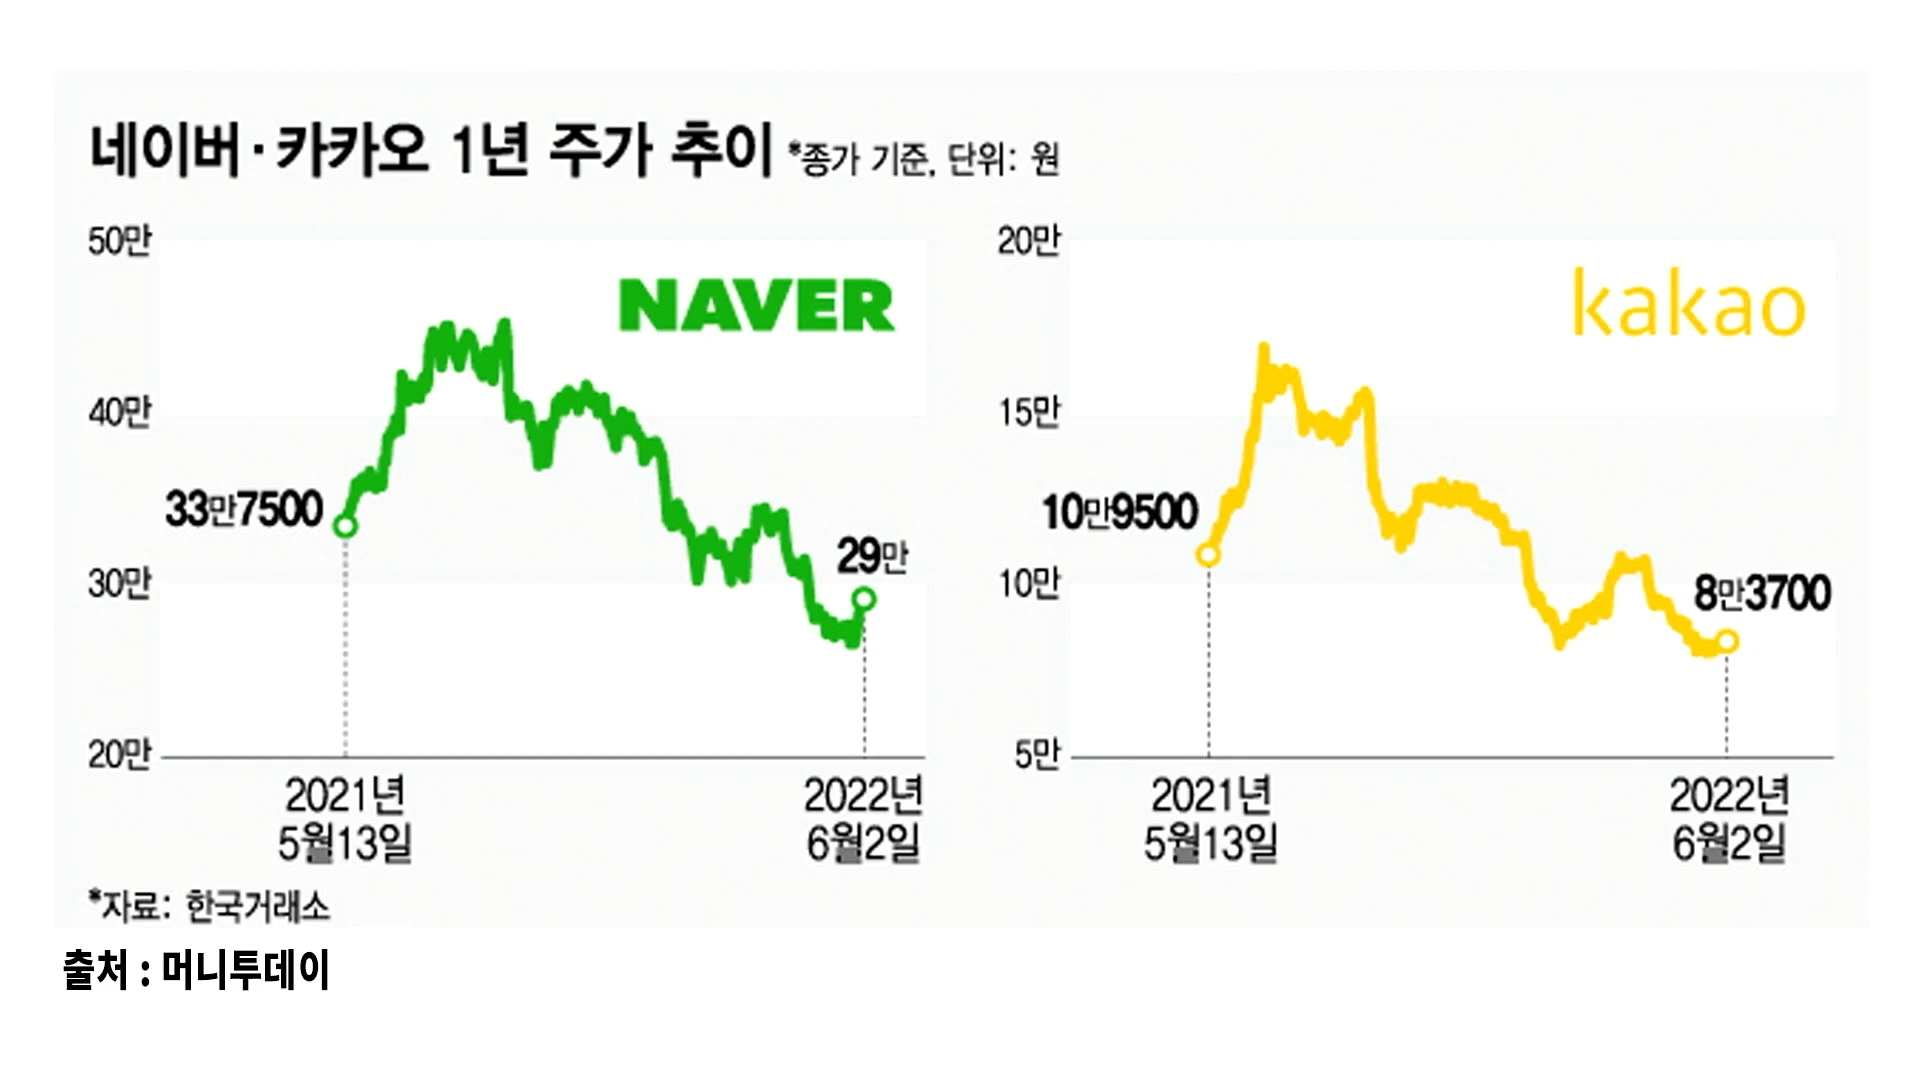 네이버·카카오 1년 주가 추이 *종가 기준, 단위: 원
50만
40만
30만
20만
NAVER
33만7500
29만
2021년
5월13일
2022년
6월2일
20만
15만
10만
5만
kakao
10만9500
8만3700
2021년
5월13일
2022년
6월2일
*자료: 한국거래소
출처 : 머니투데이